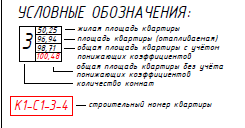 УСЛОВНЫЕ ОБОЗНАЧЕНИЯ:
3
50,25 жилая площадь квартиры
96,94 площадь квартиры (отапливаемая)
98,71 общая площадь квартиры с учётом
понижающих коэффициентов
100,48
общая площадь квартиры без учёта
понижающих коэффициентов
количество комнат
К1-С1-3-4 строительный номер квартиры